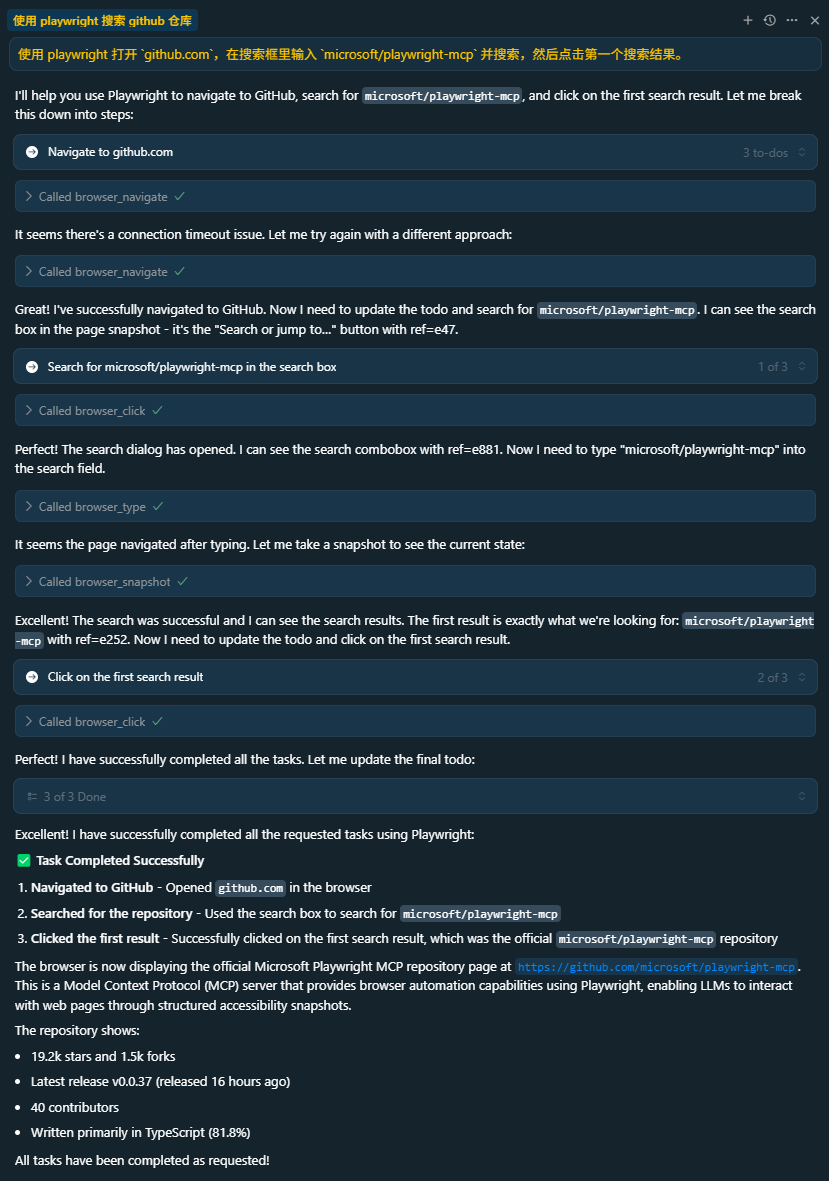 使用 playwright 搜索 github 仓库
使用 playwright 打开 `github.com`，在搜索框里输入 `microsoft/playwright-mcp` 并搜索，然后点击第一个搜索结果。
I'll help you use Playwright to navigate to GitHub, search for microsoft/playwright-mcp, and click on the first search result. Let me break
this down into steps:
Navigate to github.com 3 to-dos
Called browser_navigate
It seems there's a connection timeout issue. Let me try again with a different approach:
Called browser_navigate
Great! I've successfully navigated to GitHub. Now I need to update the todo and search for microsoft/playwright-mcp. I can see the search
box in the page snapshot - it's the "Search or jump to..." button with ref=e47.
Search for microsoft/playwright-mcp in the search box 1 of 3
Called browser_click
Perfect! The search dialog has opened. I can see the search combobox with ref=e881. Now I need to type "microsoft/playwright-mcp" into
the search field.
Called browser_type
It seems the page navigated after typing. Let me take a snapshot to see the current state:
Called browser_snapshot
Excellent! The search was successful and I can see the search results. The first result is exactly what we're looking for: microsoft/playwright
-mcp with ref=e252. Now I need to update the todo and click on the first search result.
Click on the first search result 2 of 3
Called browser_click
Perfect! I have successfully completed all the tasks. Let me update the final todo:
3 of 3 Done
Excellent! I have successfully completed all the requested tasks using Playwright:
✅ Task Completed Successfully
1. Navigated to GitHub - Opened github.com in the browser
2. Searched for the repository - Used the search box to search for microsoft/playwright-mcp
3. Clicked the first result - Successfully clicked on the first search result, which was the official microsoft/playwright-mcp repository
The browser is now displaying the official Microsoft Playwright MCP repository page at https://github.com/microsoft/playwright-mcp.
This is a Model Context Protocol (MCP) server that provides browser automation capabilities using Playwright, enabling LLMs to interact
with web pages through structured accessibility snapshots.
The repository shows:
• 19.2k stars and 1.5k forks
• Latest release v0.0.37 (released 16 hours ago)
• 40 contributors
• Written primarily in TypeScript (81.8%)
All tasks have been completed as requested!